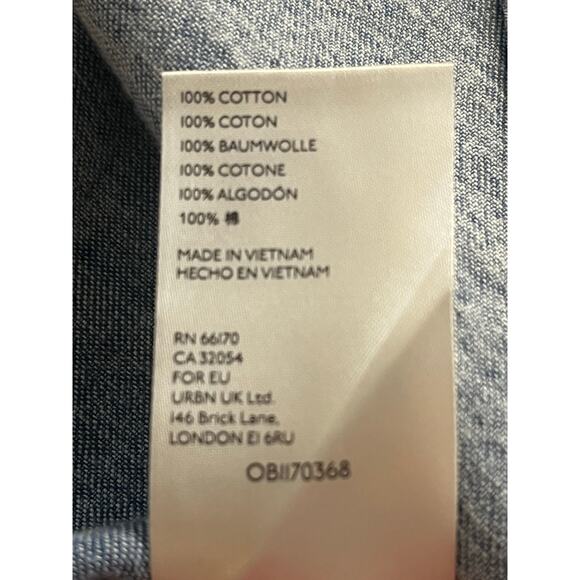 100% COTTON
100% COTON
100% BAUMWOLLE
100% COTONE
100% ALGODÓN
100% 棉
MADE IN VIETNAM
HECHO EN VIETNAM
RN 66170
CA 32054
FOR EU
URBN UK Ltd.
146 Brick Lane,
LONDON E1 6RU
OB1170368